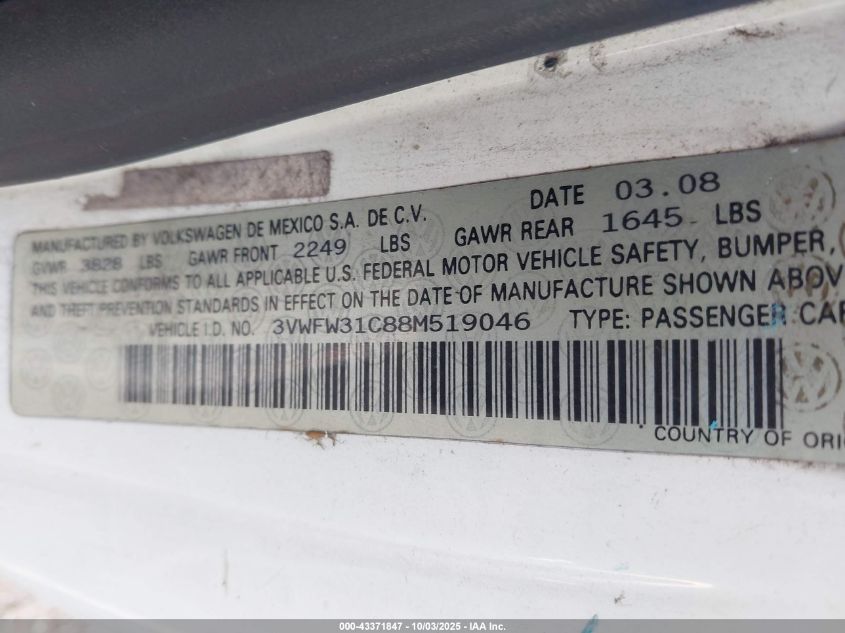 DATE 03.08
MANUFACTURED BY VOLKSWAGEN DE MEXICO S.A. DE C.V.
GVWR 3828 LBS GAWR FRONT 2249 LBS GAWR REAR 1645 LBS
THIS VEHICLE CONFORMS TO ALL APPLICABLE U.S. FEDERAL MOTOR VEHICLE SAFETY, BUMPER,
AND THEFT PREVENTION STANDARDS IN EFFECT ON THE DATE OF MANUFACTURE SHOWN ABOV
VEHICLE I.D. NO. 3VWFW31C88M519046 TYPE: PASSENGER CAR
COUNTRY OF ORI
000-43371847 | 10/03/2025 - IAA Inc.